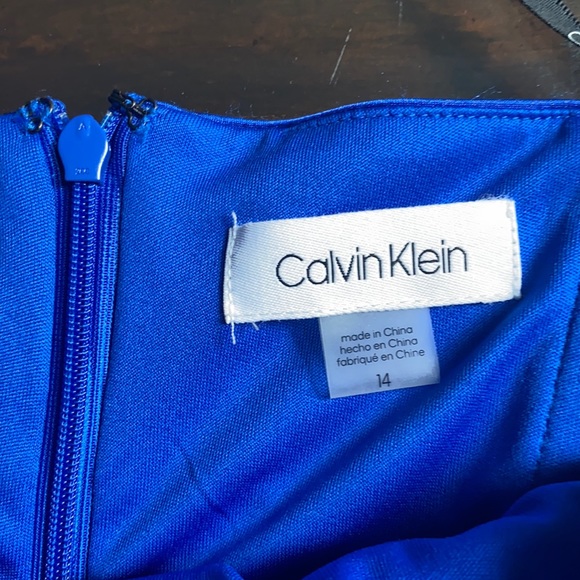 Calvin Klein
made in China
hecho en China
fabriqué en Chine
14